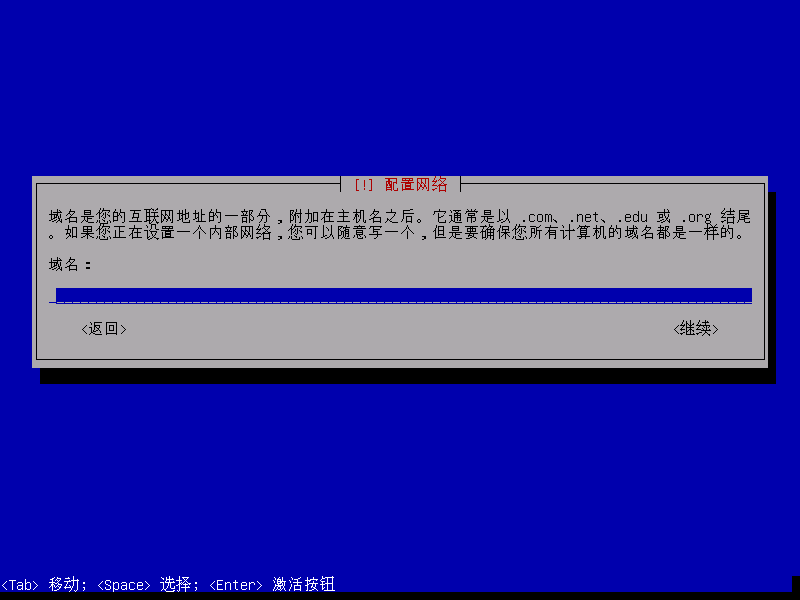 [!] 配置网络
域名是您的互联网地址的一部分，附加在主机名之后。它通常是以 .com、.net、.edu 或 .org 结尾
。如果您正在设置一个内部网络，您可以随意写一个，但是要确保您所有计算机的域名都是一样的。
域名：
<返回> <继续>
<Tab> 移动; <Space> 选择; <Enter> 激活按钮